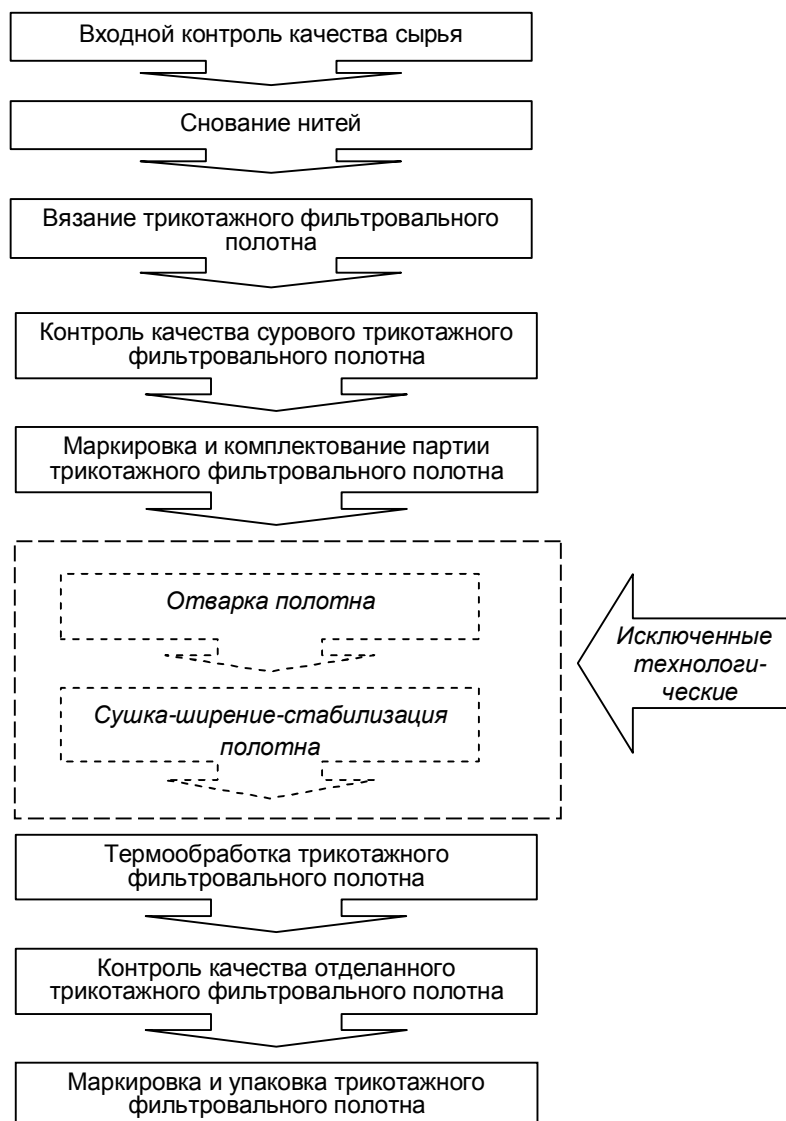 Входной контроль качества сырья
Снование нитей
Вязание трикотажного фильтровального
полотна
Контроль качества сурового трикотажного
фильтровального полотна
Маркировка и комплектование партии
трикотажного фильтровального полотна
Отварка полотна
Исключенные
технологи-
ческие
Сушка-ширение-стабилизация
полотна
Термообработка трикотажного
фильтровального полотна
Контроль качества отделанного
трикотажного фильтровального полотна
Маркировка и упаковка трикотажного
фильтровального полотна